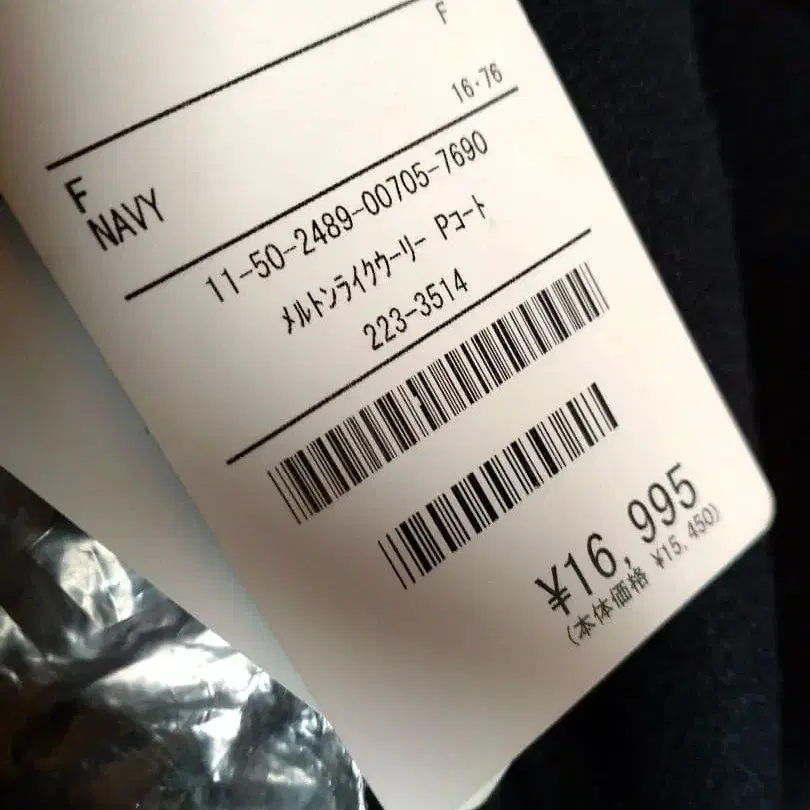 F
16-76
F
NAVY
11-50-2489-00705-7690
ﾒﾙﾄﾝﾗｲｸｳｰﾘｰ Pｺｰﾄ
223-3514
¥16,995
(本体価格 ¥15,450)